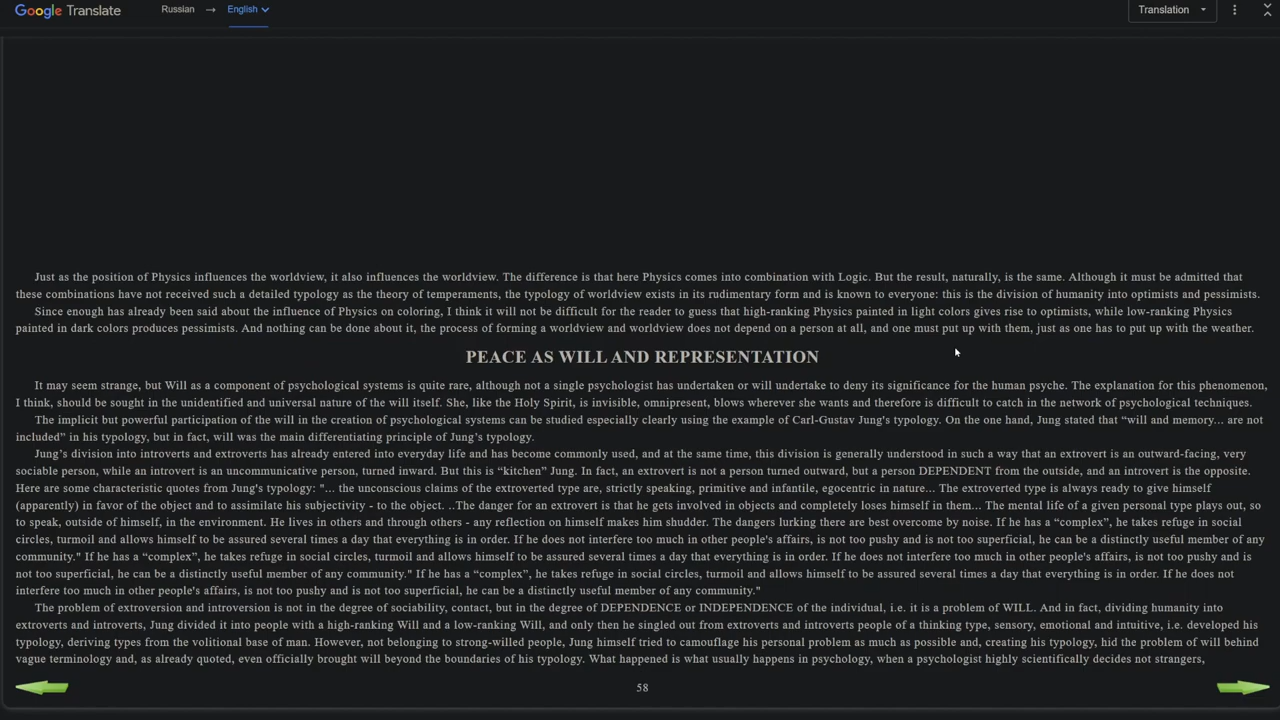 Google Translate
Russian → English
Translation
Just as the position of Physics influences the worldview, it also influences the worldview. The difference is that here Physics comes into combination with Logic. But the result, naturally, is the same. Although it must be admitted that
these combinations have not received such a detailed typology as the theory of temperaments, the typology of worldview exists in its rudimentary form and is known to everyone: this is the division of humanity into optimists and pessimists.
Since enough has already been said about the influence of Physics on coloring, I think it will not be difficult for the reader to guess that high-ranking Physics painted in light colors gives rise to optimists, while low-ranking Physics
painted in dark colors produces pessimists. And nothing can be done about it, the process of forming a worldview and worldview does not depend on a person at all, and one must put up with them, just as one has to put up with the weather.
PEACE AS WILL AND REPRESENTATION
It may seem strange, but Will as a component of psychological systems is quite rare, although not a single psychologist has undertaken or will undertake to deny its significance for the human psyche. The explanation for this phenomenon,
I think, should be sought in the unidentified and universal nature of the will itself. She, like the Holy Spirit, is invisible, omnipresent, blows wherever she wants and therefore is difficult to catch in the network of psychological techniques.
The implicit but powerful participation of the will in the creation of psychological systems can be studied especially clearly using the example of Carl-Gustav Jung's typology. On the one hand, Jung stated that “will and memory... are not
included” in his typology, but in fact, will was the main differentiating principle of Jung’s typology.
Jung's division into introverts and extroverts has already entered into everyday life and has become commonly used, and at the same time, this division is generally understood in such a way that an extrovert is an outward-facing, very
sociable person, while an introvert is an uncommunicative person, turned inward. But this is “kitchen” Jung. In fact, an extrovert is not a person turned outward, but a person DEPENDENT from the outside, and an introvert is the opposite.
Here are some characteristic quotes from Jung's typology: "... the unconscious claims of the extroverted type are, strictly speaking, primitive and infantile, egocentric in nature... The extroverted type is always ready to give himself
(apparently) in favor of the object and to assimilate his subjectivity - to the object. ..The danger for an extrovert is that he gets involved in objects and completely loses himself in them... The mental life of a given personal type plays out, so
to speak, outside of himself, in the environment. He lives in others and through others - any reflection on himself makes him shudder. The dangers lurking there are best overcome by noise. If he has a “complex”, he takes refuge in social
circles, turmoil and allows himself to be assured several times a day that everything is in order. If he does not interfere too much in other people's affairs, is not too pushy and is not too superficial, he can be a distinctly useful member of any
community." If he has a “complex”, he takes refuge in social circles, turmoil and allows himself to be assured several times a day that everything is in order. If he does not interfere too much in other people's affairs, is not too pushy and is
not too superficial, he can be a distinctly useful member of any community." If he has a “complex”, he takes refuge in social circles, turmoil and allows himself to be assured several times a day that everything is in order. If he does not
interfere too much in other people's affairs, is not too pushy and is not too superficial, he can be a distinctly useful member of any community."
The problem of extroversion and introversion is not in the degree of sociability, contact, but in the degree of DEPENDENCE or INDEPENDENCE of the individual, i.e. it is a problem of WILL. And in fact, dividing humanity into
extroverts and introverts, Jung divided it into people with a high-ranking Will and a low-ranking Will, and only then he singled out from extroverts and introverts people of a thinking type, sensory, emotional and intuitive, i.e. developed his
typology, deriving types from the volitional base of man. However, not belonging to strong-willed people, Jung himself tried to camouflage his personal problem as much as possible and, creating his typology, hid the problem of will behind
vague terminology and, as already quoted, even officially brought will beyond the boundaries of his typology. What happened is what usually happens in psychology, when a psychologist highly scientifically decides not strangers,
58